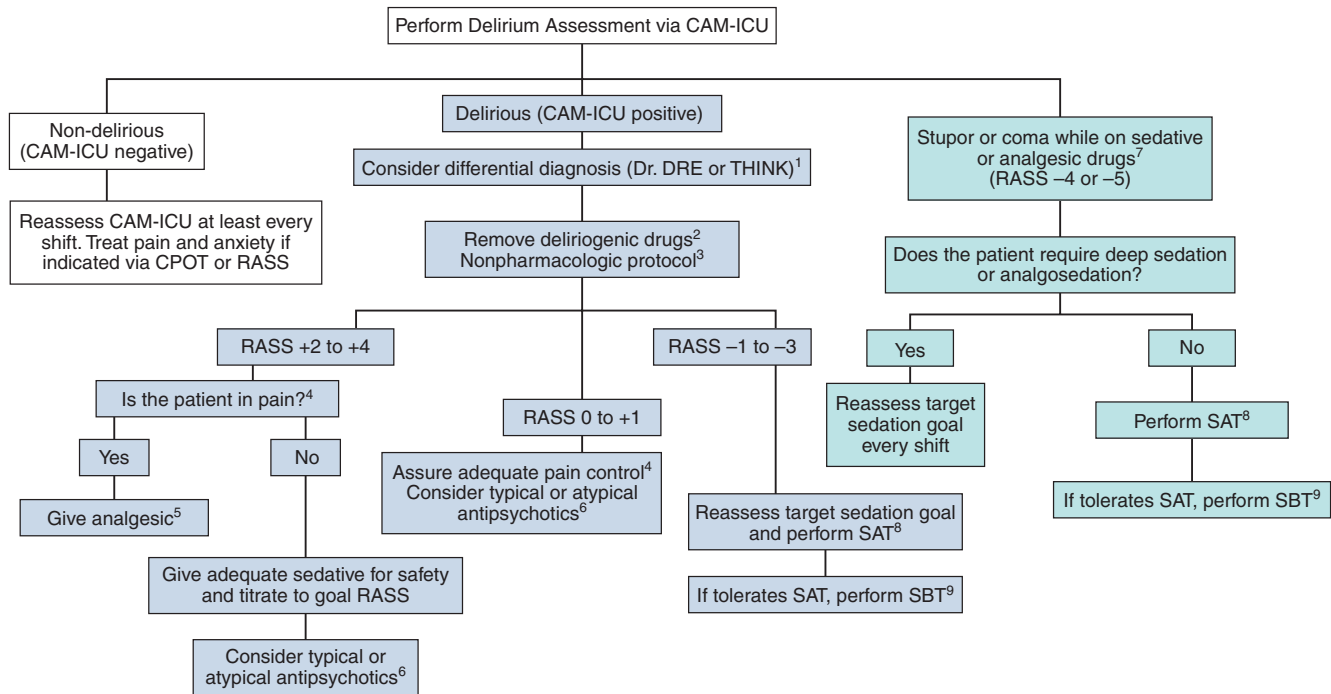 Perform Delirium Assessment via CAM-ICU
Non-delirious
(CAM-ICU negative)
Reassess CAM-ICU at least every
shift. Treat pain and anxiety if
indicated via CPOT or RASS
Delirious (CAM-ICU positive)
Consider differential diagnosis (Dr. DRE or THINK)¹
Remove deliriogenic drugs²
Nonpharmacologic protocol³
RASS +2 to +4
Is the patient in pain?⁴
Yes
No
Give analgesic⁵
Give adequate sedative for safety
and titrate to goal RASS
Consider typical or
atypical antipsychotics⁶
RASS 0 to +1
Assure adequate pain control⁴
Consider typical or atypical
antipsychotics⁶
RASS –1 to –3
Reassess target sedation goal
and perform SAT⁸
If tolerates SAT, perform SBT⁹
Stupor or coma while on sedative
or analgesic drugs⁷
(RASS –4 or –5)
Does the patient require deep sedation
or analgosedation?
Yes
Reassess target
sedation goal
every shift
No
Perform SAT⁸
If tolerates SAT, perform SBT⁹